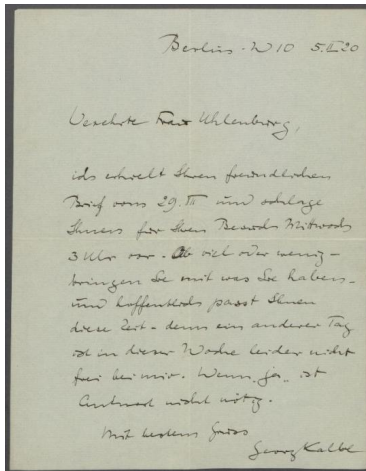 Berlin-W10 5.II 20
Verehrte Frau Uhlenburg,
ich erhielt Ihren freundlichen
Brief vom 29. III und schlage
Ihnen für Ihren Besuch Mittwoch
3 Uhr vor. Ob viel oder wenig –
bringen Sie mit was Sie haben –
und hoffentlich passt Ihnen
diese Zeit – denn ein anderer Tag
ist in dieser Woche leider nicht
frei bei mir. Wenn „ja" ist
Antwort nicht nötig.
Mit bestem Gruss
Georg Kolbe